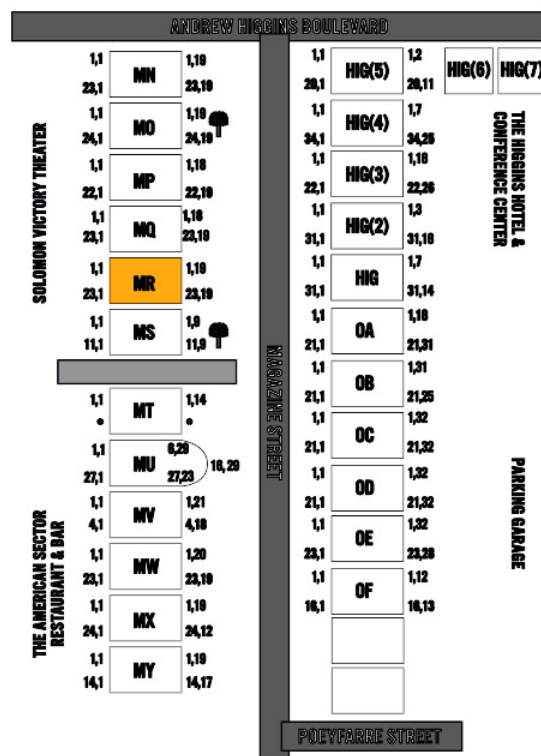 ANDREW HIGGINS BOULEVARD
1,1 MN 1,19
23,1 23,19
1,1 MO 1,19
24,1 24,19
1,1 MP 1,18
22,1 22,19
1,1 MQ 1,18
23,1 23,19
1,1 MR 1,19
23,1 23,19
1,1 MS 1,9
11,1 11,9
1,1 MT 1,14
1,1 MU 6,29
27,1 27,23 16,29
1,1 MV 1,21
4,1 4,18
1,1 MW 1,20
23,1 23,19
1,1 MX 1,19
24,1 24,12
1,1 MY 1,19
14,1 14,17
SOLOMON VICTORY THEATER
THE AMERICAN SECTOR
RESTAURANT & BAR
MAGAZINE STREET
1,1 HIG(5) 1,2
20,1 20,11
HIG(6) HIG(7)
1,1 HIG(4) 1,7
34,1 34,25
1,1 HIG(3) 1,16
22,1 22,26
1,1 HIG(2) 1,3
31,1 31,16
1,1 HIG 1,7
31,1 31,14
1,1 OA 1,16
21,1 21,31
1,1 OB 1,31
21,1 21,25
1,1 OC 1,32
21,1 21,32
1,1 OD 1,32
21,1 21,32
1,1 OE 1,32
23,1 23,28
1,1 OF 1,12
16,1 16,13
THE HIGGINS HOTEL &
CONFERENCE CENTER
PARKING GARAGE
POEYFARRE STREET